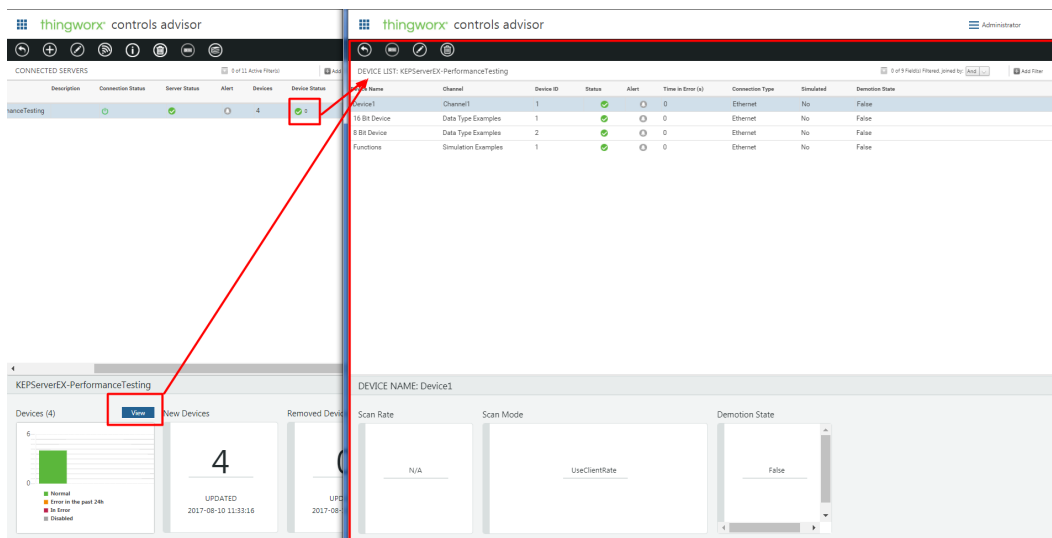 thingworx controls advisor
CONNECTED SERVERS
0 of 11 Active Filter(s)
Add
Description Connection Status Server Status Alert Devices Device Status
manceTesting 4 0
KEPServerEX-PerformanceTesting
Devices (4)
View
New Devices
Removed Devic
6
0
Normal
Error in the past 24h
In Error
Disabled
4
UPDATED
2017-08-10 11:33:16
UPD
2017-08-
thingworx controls advisor
Administrator
DEVICE LIST: KEPServerEX-PerformanceTesting
0 of 9 Field(s) Filtered, joined by: And
Add Filter
Device Name Channel Device ID Status Alert Time in Error (s) Connection Type Simulated Demotion State
Device1 Channel1 1 0 Ethernet No False
16 Bit Device Data Type Examples 1 0 Ethernet No False
8 Bit Device Data Type Examples 2 0 Ethernet No False
Functions Simulation Examples 1 0 Ethernet No False
DEVICE NAME: Device1
Scan Rate
Scan Mode
Demotion State
N/A
UseClientRate
False